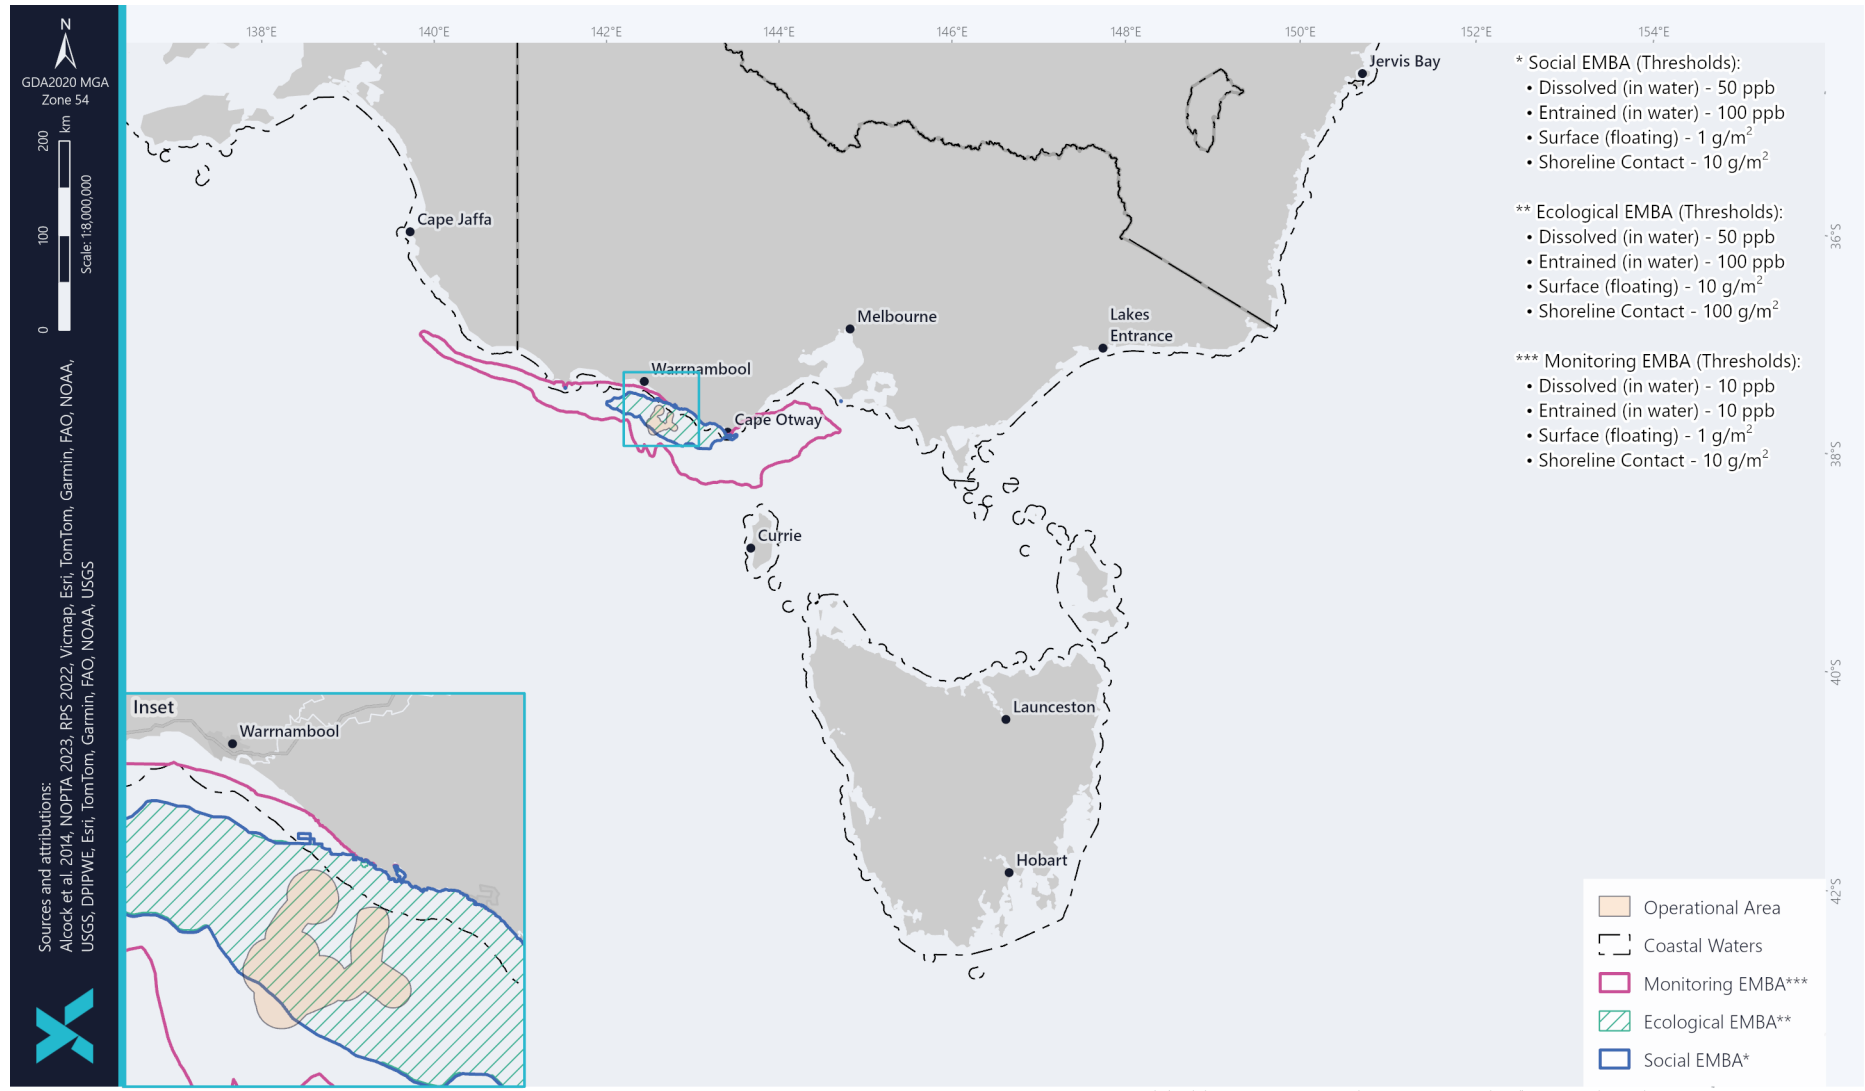 N
GDA2020 MGA
Zone 54
0 100 200
km
Scale: 1:8,000,000
Sources and attributions:
Alcock et al. 2014, NOPTA 2023, RPS 2022, Vicmap, Esri, TomTom, Garmin, FAO, NOAA,
USGS, DPIPWE, Esri, TomTom, Garmin, FAO, NOAA, USGS
138°E 140°E 142°E 144°E 146°E 148°E 150°E 152°E 154°E
36°S
38°S
40°S
42°S
Jervis Bay
Cape Jaffa
Melbourne
Lakes
Entrance
Warrnambool
Cape Otway
Currie
Launceston
Hobart
* Social EMBA (Thresholds):
• Dissolved (in water) - 50 ppb
• Entrained (in water) - 100 ppb
• Surface (floating) - 1 g/m²
• Shoreline Contact - 10 g/m²
** Ecological EMBA (Thresholds):
• Dissolved (in water) - 50 ppb
• Entrained (in water) - 100 ppb
• Surface (floating) - 10 g/m²
• Shoreline Contact - 100 g/m²
*** Monitoring EMBA (Thresholds):
• Dissolved (in water) - 10 ppb
• Entrained (in water) - 10 ppb
• Surface (floating) - 1 g/m²
• Shoreline Contact - 10 g/m²
Inset
Warrnambool
Operational Area
Coastal Waters
Monitoring EMBA***
Ecological EMBA**
Social EMBA*